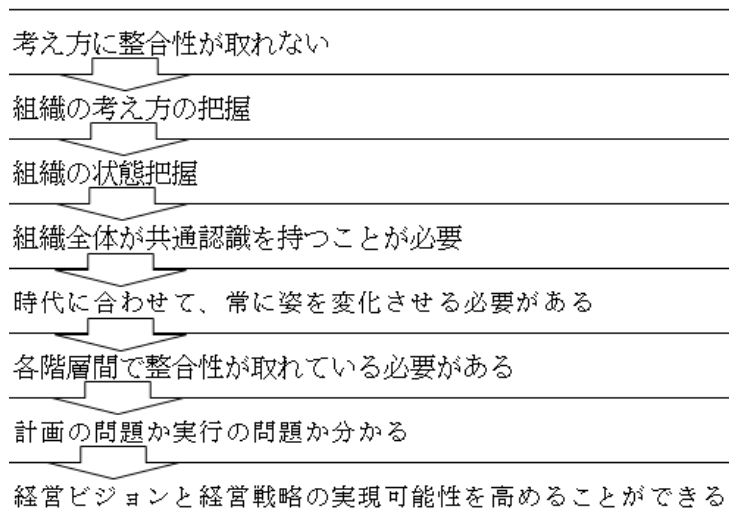 考え方に整合性が取れない
組織の考え方の把握
組織の状態把握
組織全体が共通認識を持つことが必要
時代に合わせて、常に姿を変化させる必要がある
各階層間で整合性が取れている必要がある
計画の問題か実行の問題か分かる
経営ビジョンと経営戦略の実現可能性を高めることができる